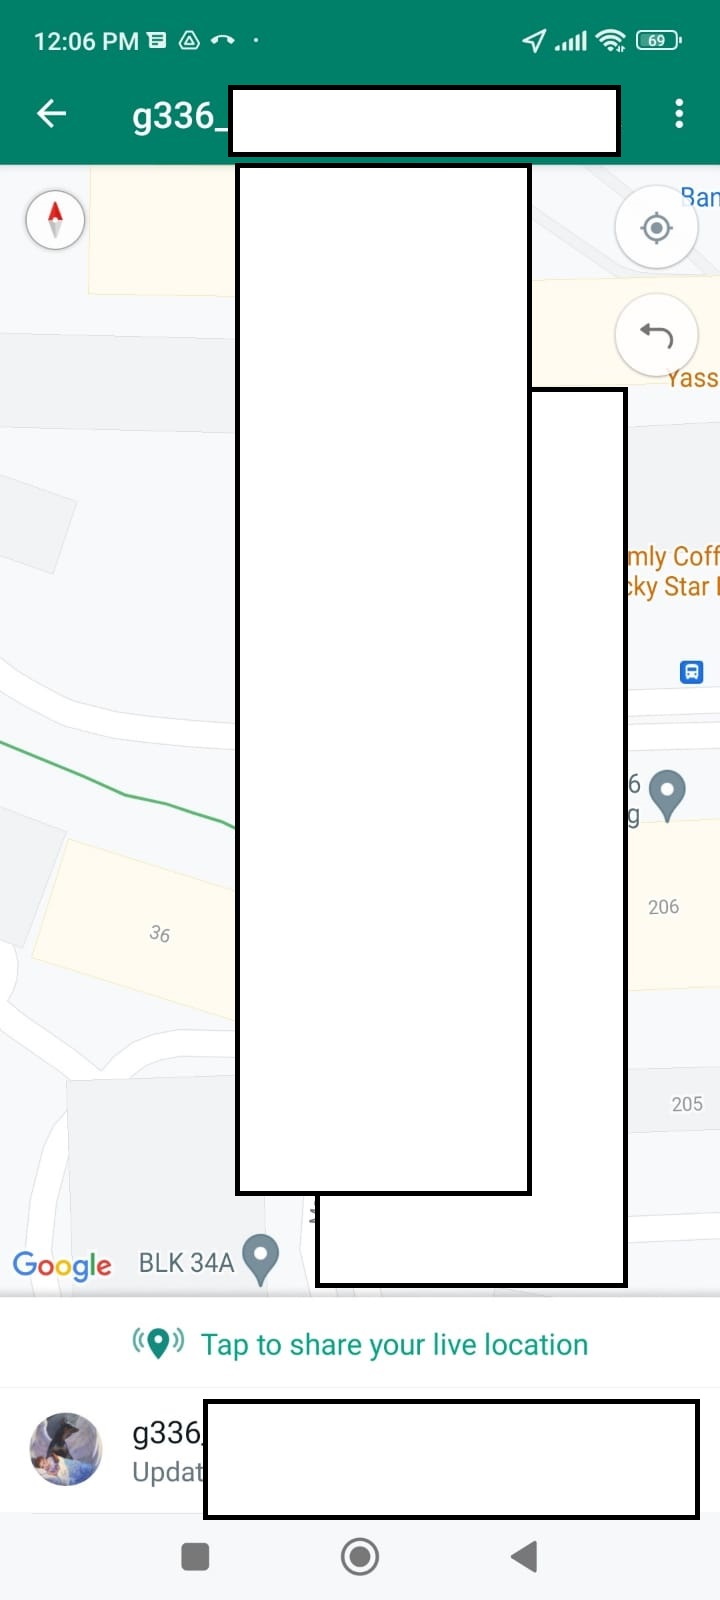 12:06 PM
69
g336_
Ban
Yass
mly Coff
cky Star
6
g
36
206
205
Google
BLK 34A
Tap to share your live location
g336_
Updat